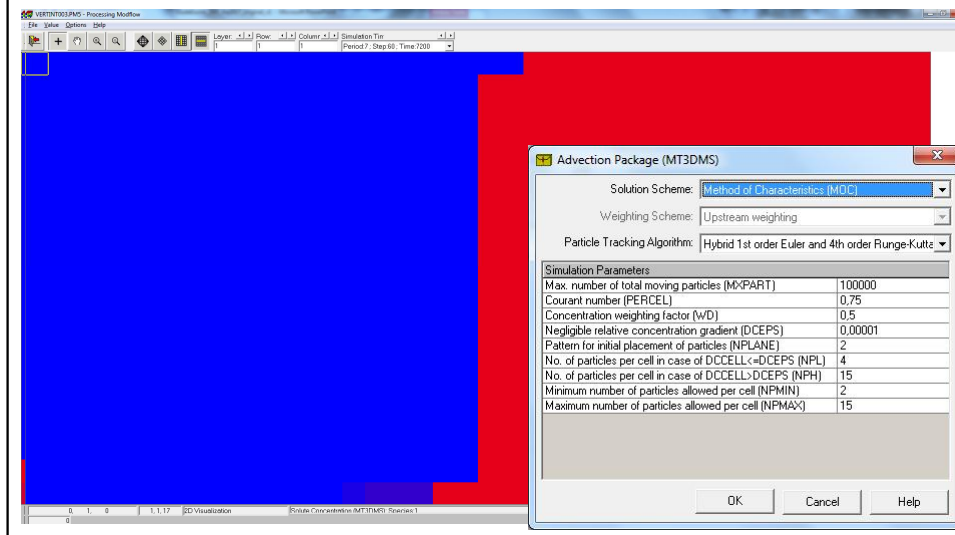 VERTINT003.PM5 - Processing Modflow
File Value Options Help
Layer: Row: Column: Simulation Tim
1 1 1 Period 7; Step:60; Time:7200
Advection Package (MT3DMS)
Solution Scheme: Method of Characteristics (MOC)
Weighting Scheme: Upstream weighting
Particle Tracking Algorithm: Hybrid 1st order Euler and 4th order Runge-Kutta
Simulation Parameters
Max. number of total moving particles (MXPART) 100000
Courant number (PERCEL) 0,75
Concentration weighting factor (WD) 0,5
Negligible relative concentration gradient (DCEPS) 0,00001
Pattern for initial placement of particles (NPLANE) 2
No. of particles per cell in case of DCCELL<=DCEPS (NPL) 4
No. of particles per cell in case of DCCELL>DCEPS (NPH) 15
Minimum number of particles allowed per cell (NPMIN) 2
Maximum number of particles allowed per cell (NPMAX) 15
OK Cancel Help
0, 1, 0 1, 1, 17 2D Visualization Solute Concentration (MT3DMS): Species 1
0